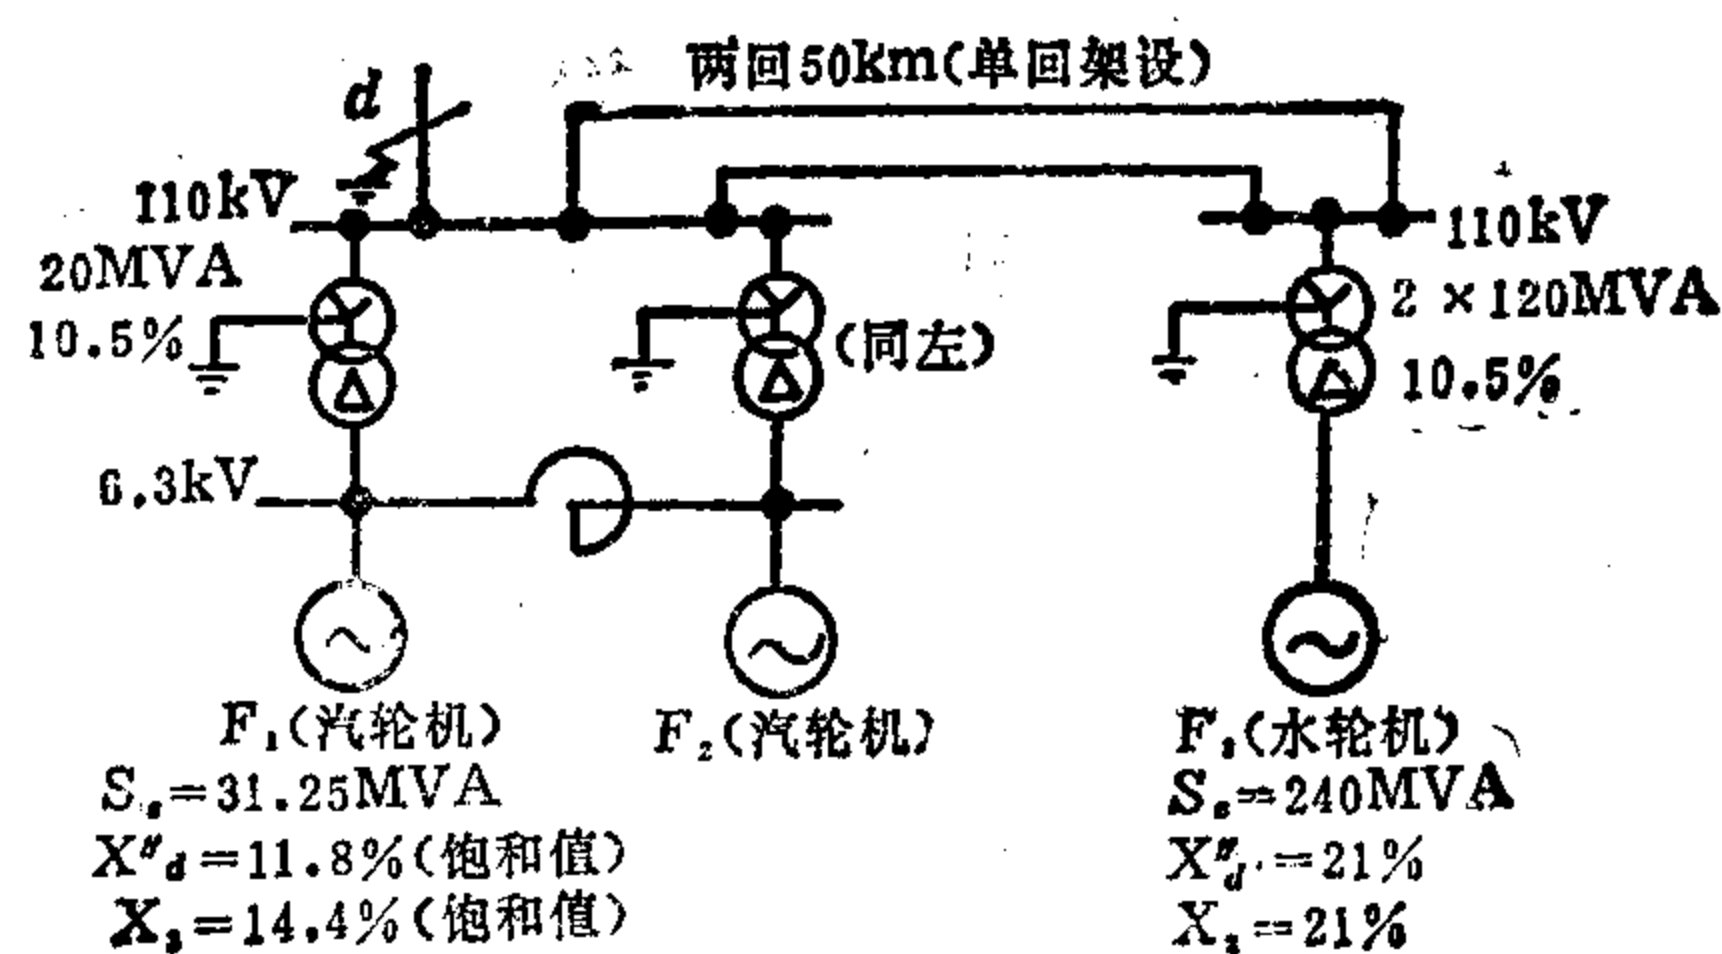 两回50km(单回架设)
d
110kV
110kV
20MVA
10.5%
(同左)
2×120MVA
10.5%
6.3kV
F₁(汽轮机)
F₂(汽轮机)
F₃(水轮机)
Sₑ=31.25MVA
Sₑ=240MVA
X″d=11.8%(饱和值)
X″d=21%
X₂=14.4%(饱和值)
X₂=21%